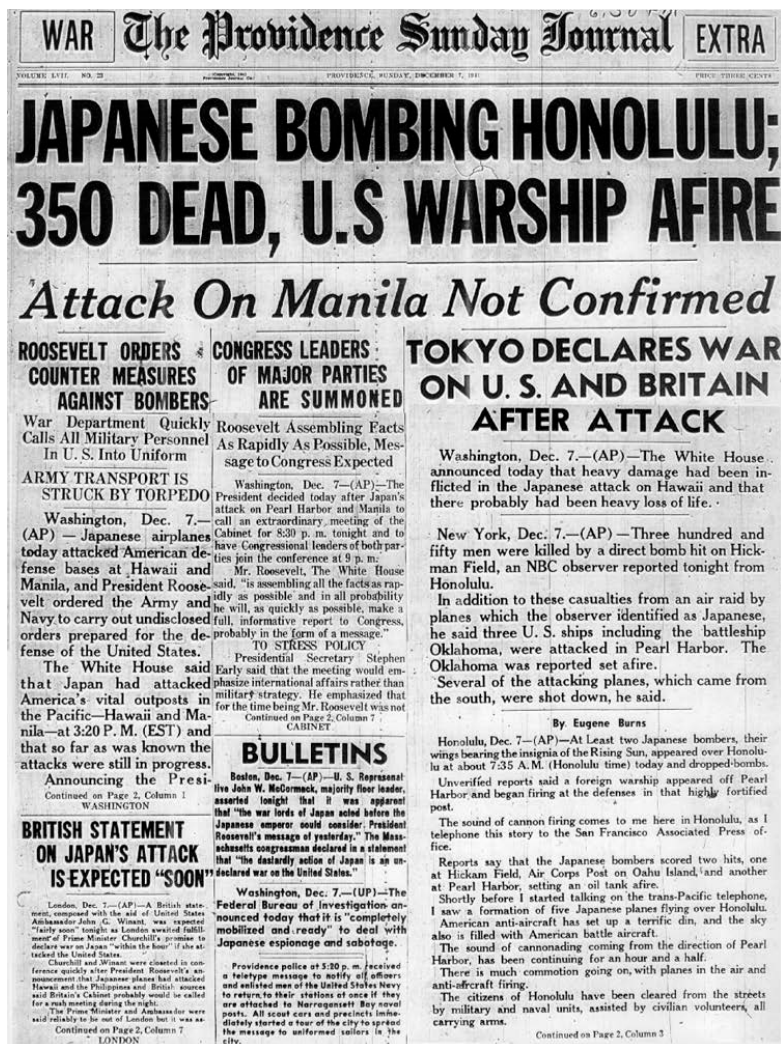 6:30 PM
WAR
The Providence Sunday Journal
EXTRA
VOLUME LVII. NO. 23
PROVIDENCE, SUNDAY, DECEMBER 7, 1941
PRICE THREE CENTS
JAPANESE BOMBING HONOLULU;
350 DEAD, U.S WARSHIP AFIRE
Attack On Manila Not Confirmed
ROOSEVELT ORDERS
COUNTER MEASURES
AGAINST BOMBERS
War Department Quickly
Calls All Military Personnel
In U. S. Into Uniform
ARMY TRANSPORT IS
STRUCK BY TORPEDO
Washington, Dec. 7.—
(AP) — Japanese airplanes
today attacked American de-
fense bases at Hawaii and
Manila, and President Roose-
velt ordered the Army and
Navy to carry out undisclosed
orders prepared for the de-
fense of the United States.
The White House said
that Japan had attacked
America's vital outposts in
the Pacific—Hawaii and Ma-
nila—at 3:20 P. M. (EST) and
that so far as was known the
attacks were still in progress.
Announcing the Presi-
Continued on Page 2, Column 1
WASHINGTON
BRITISH STATEMENT
ON JAPAN'S ATTACK
IS EXPECTED "SOON"
London, Dec. 7.—(AP)—A British state-
ment, composed with the aid of United States
Ambassador John G. Winant, was expected
"fairly soon" tonight as London awaited fulfill-
ment of Prime Minister Churchill's promise to
declare war on Japan "within the hour" if she at-
tacked the United States.
Churchill and Winant were closeted in con-
ference quickly after President Roosevelt's an-
nouncement that Japanese planes had attacked
Hawaii and the Philippines and British sources
said Britain's Cabinet probably would be called
for a rush meeting during the night.
The Prime Minister and Ambassador were
said reliably to be out of London but it was as-
Continued on Page 2, Column 7
LONDON
CONGRESS LEADERS
OF MAJOR PARTIES
ARE SUMMONED
Roosevelt Assembling Facts
As Rapidly As Possible, Mes-
sage to Congress Expected
Washington, Dec. 7.—(AP)—The
President decided today after Japan's
attack on Pearl Harbor and Manila to
call an extraordinary meeting of the
Cabinet for 8:30 p. m. tonight and to
have Congressional leaders of both par-
ties join the conference at 9 p. m.
Mr. Roosevelt, The White House
said, "is assembling all the facts as rap-
idly as possible and in all probability
he will, as quickly as possible, make a
full, informative report to Congress,
probably in the form of a message."
TO STRESS POLICY
Presidential Secretary Stephen
Early said that the meeting would em-
phasize international affairs rather than
military strategy. He emphasized that
for the time being Mr. Roosevelt was not
Continued on Page 2, Column 7
CABINET
BULLETINS
Boston, Dec. 7—(AP)—U. S. Representa-
tive John W. McCormack, majority floor leader,
asserted tonight that it was apparent
that "the war lords of Japan acted before the
Japanese emperor could consider President
Roosevelt's message of yesterday." The Massa-
chusetts congressman declared in a statement
that "the dastardly action of Japan is an un-
declared war on the United States."
Washington, Dec. 7.—(UP)—The
Federal Bureau of Investigation an-
nounced today that it is "completely
mobilized and ready" to deal with
Japanese espionage and sabotage.
Providence police at 5:20 p. m. received
a teletype message to notify all officers
and enlisted men of the United States Navy
to return to their stations at once if they
are attached to Narragansett Bay naval
posts. All scout cars and precincts imme-
diately started a tour of the city to spread
the message to uniformed sailors in the
city.
TOKYO DECLARES WAR
ON U. S. AND BRITAIN
AFTER ATTACK
Washington, Dec. 7.—(AP)—The White House
announced today that heavy damage had been in-
flicted in the Japanese attack on Hawaii and that
there probably had been heavy loss of life.
New York, Dec. 7.—(AP)—Three hundred and
fifty men were killed by a direct bomb hit on Hick-
man Field, an NBC observer reported tonight from
Honolulu.
In addition to these casualties from an air raid by
planes which the observer identified as Japanese,
he said three U. S. ships including the battleship
Oklahoma, were attacked in Pearl Harbor. The
Oklahoma was reported set afire.
Several of the attacking planes, which came from
the south, were shot down, he said.
By Eugene Burns
Honolulu, Dec. 7—(AP)—At Least two Japanese bombers, their
wings bearing the insignia of the Rising Sun, appeared over Honolu-
lu at about 7:35 A. M. (Honolulu time) today and dropped bombs.
Unverified reports said a foreign warship appeared off Pearl
Harbor and began firing at the defenses in that highly fortified
post.
The sound of cannon firing comes to me here in Honolulu, as I
telephone this story to the San Francisco Associated Press of-
fice.
Reports say that the Japanese bombers scored two hits, one
at Hickam Field, Air Corps Post on Oahu Island, and another
at Pearl Harbor, setting an oil tank afire.
Shortly before I started talking on the trans-Pacific telephone,
I saw a formation of five Japanese planes flying over Honolulu.
American anti-aircraft has set up a terrific din, and the sky
also is filled with American battle aircraft.
The sound of cannonading coming from the direction of Pearl
Harbor, has been continuing for an hour and a half.
There is much commotion going on, with planes in the air and
anti-aircraft firing.
The citizens of Honolulu have been cleared from the streets
by military and naval units, assisted by civilian volunteers, all
carrying arms.
Continued on Page 2, Column 3